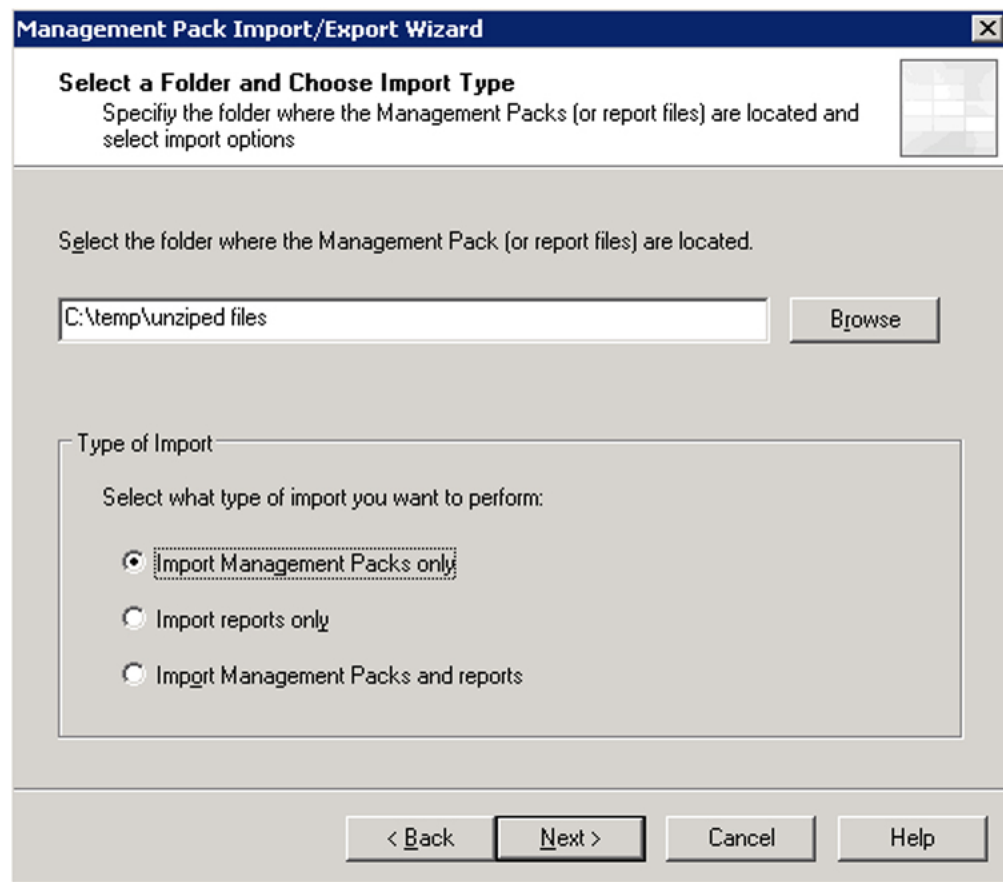 Management Pack Import/Export Wizard
Select a Folder and Choose Import Type
Specifiy the folder where the Management Packs (or report files) are located and
select import options
Select the folder where the Management Pack (or report files) are located.
C:\temp\unziped files
Browse
Type of Import
Select what type of import you want to perform:
Import Management Packs only
Import reports only
Import Management Packs and reports
< Back Next > Cancel Help